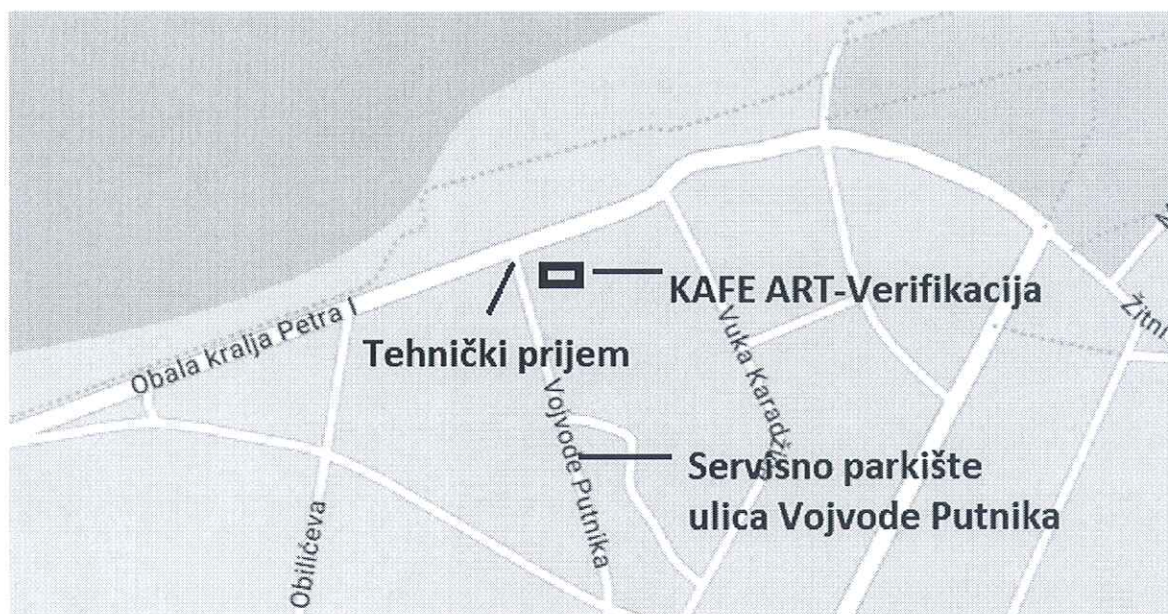 Obala kralja Petra I
KAFE ART-Verifikacija
Tehnički prijem
Vojvode Putnika
Vuka Karadži
Žitn
Servisno parkište
ulica Vojvode Putnika
Obilićeva